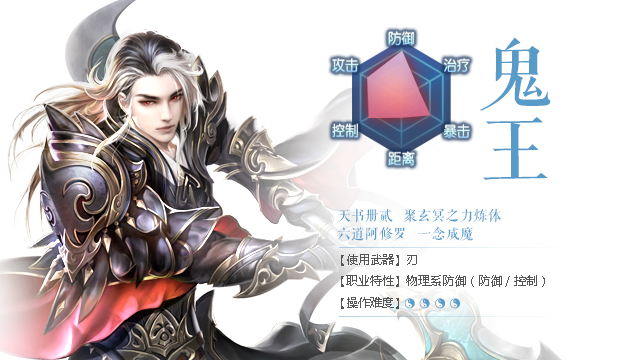 防御
攻击
治疗
控制
暴击
距离
鬼王
天书册贰 聚玄冥之力炼体
六道阿修罗 一念成魔
【使用武器】刃
【职业特性】物理系防御（防御/控制）
【操作难度】